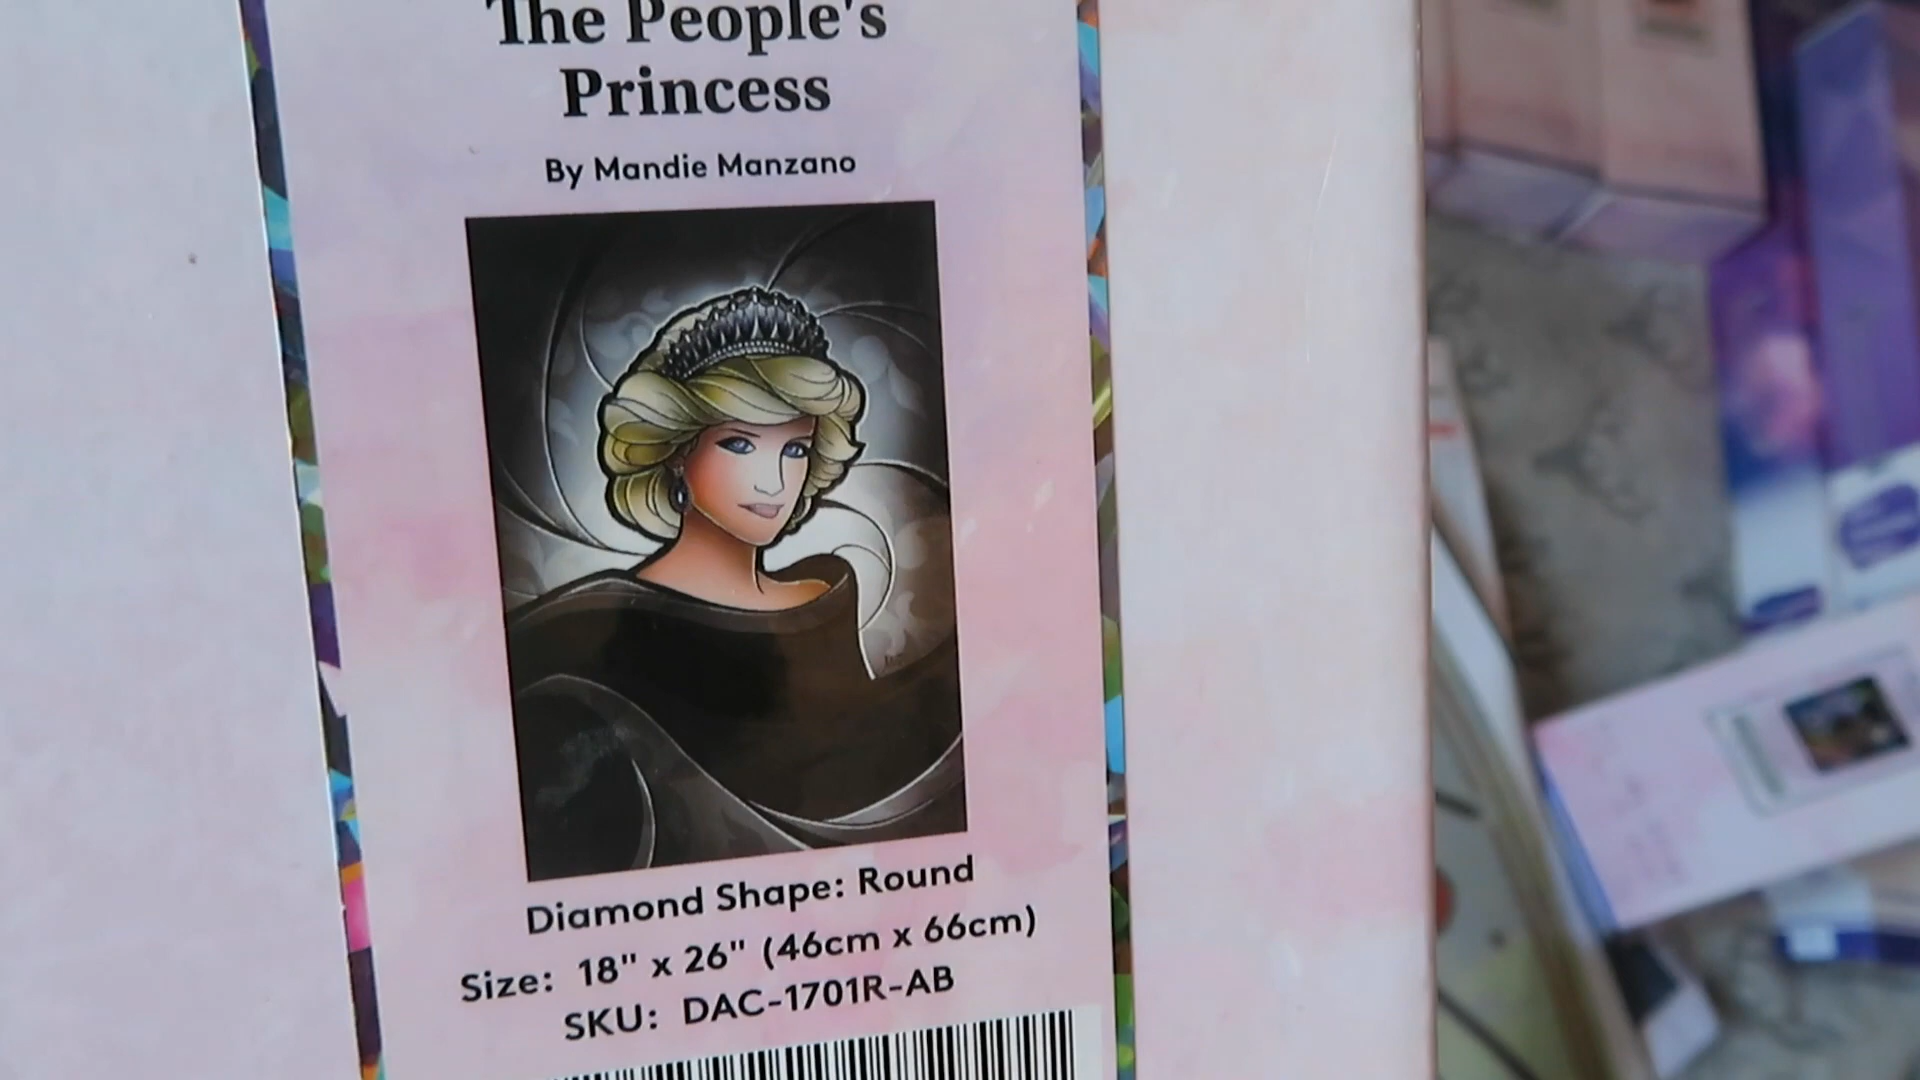 The People's
Princess
By Mandie Manzano
Diamond Shape: Round
Size: 18" x 26" (46cm x 66cm)
SKU: DAC-1701R-AB